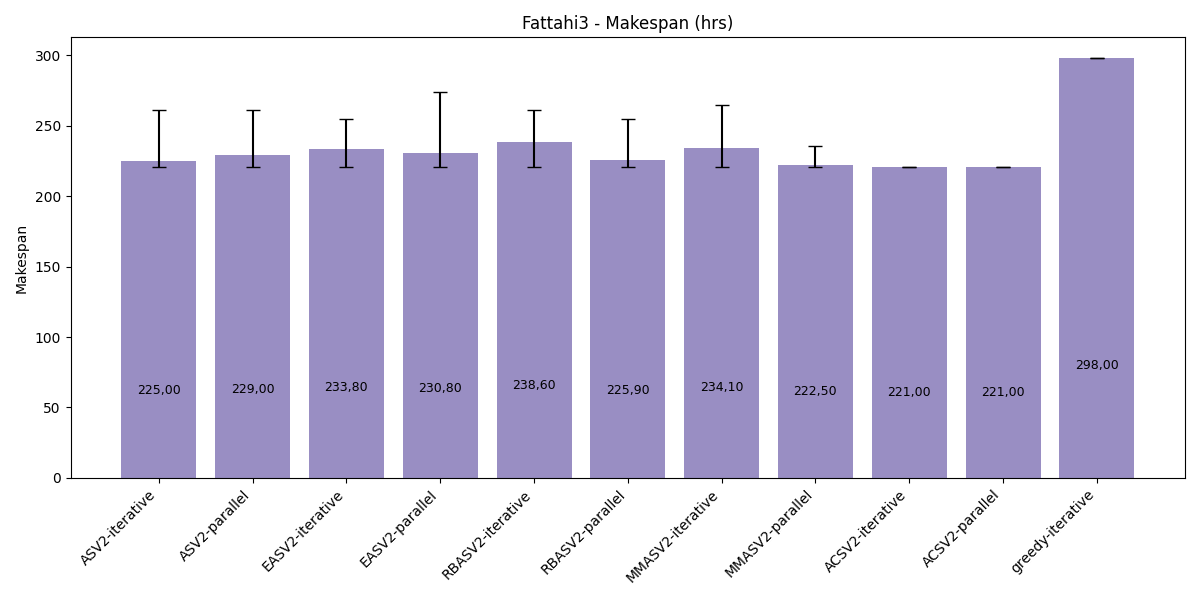 Fattahi3 - Makespan (hrs)
Makespan
300
250
200
150
100
50
0
225,00
229,00
233,80
230,80
238,60
225,90
234,10
222,50
221,00
221,00
298,00
ASV2-iterative
ASV2-parallel
EASV2-iterative
EASV2-parallel
RBASV2-iterative
RBASV2-parallel
MMASV2-iterative
MMASV2-parallel
ACSV2-iterative
ACSV2-parallel
greedy-iterative